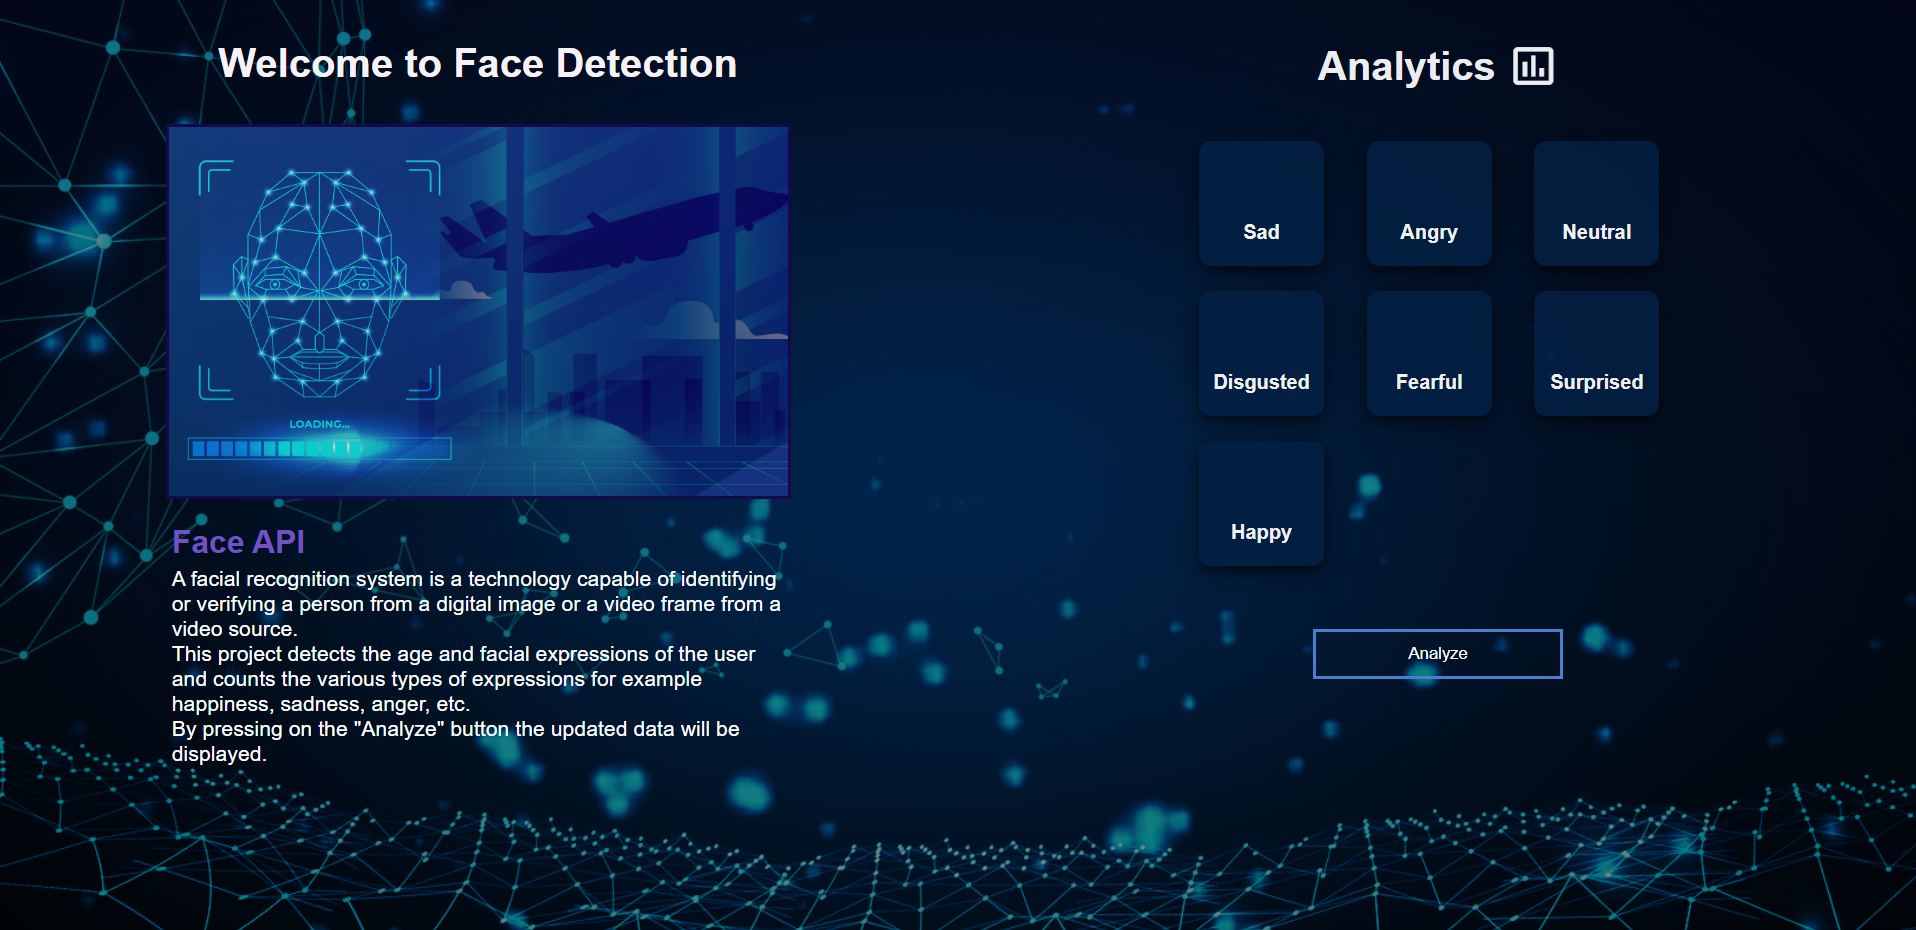 Welcome to Face Detection
LOADING...
Face API
A facial recognition system is a technology capable of identifying
or verifying a person from a digital image or a video frame from a
video source.
This project detects the age and facial expressions of the user
and counts the various types of expressions for example
happiness, sadness, anger, etc.
By pressing on the "Analyze" button the updated data will be
displayed.
Analytics
Sad
Angry
Neutral
Disgusted
Fearful
Surprised
Happy
Analyze